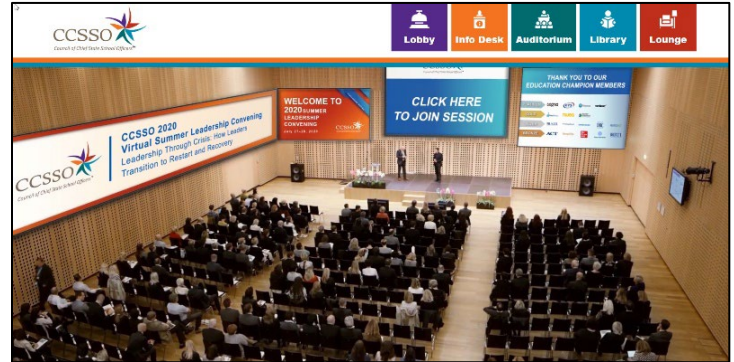 CCSSO
Council of Chief State School Officers
Lobby
Info Desk
Auditorium
Library
Lounge
WELCOME TO
2020 SUMMER
LEADERSHIP
CONVENING
CCSSO
CLICK HERE
TO JOIN SESSION
THANK YOU TO OUR
EDUCATION CHAMPION MEMBERS
ACT
CCSSO
Council of Chief State School Officers
CCSSO 2020
Virtual Summer Leadership Convening
Leadership Through Crisis: How Leaders
Transition to Restart and Recovery